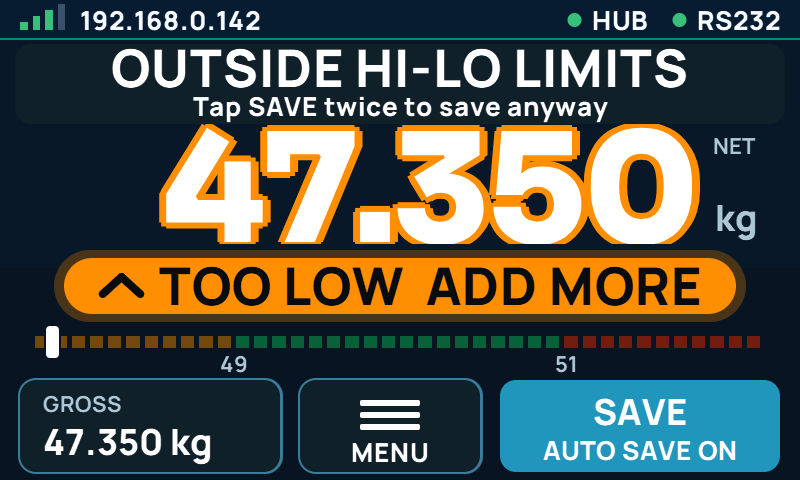 192.168.0.142
HUB
RS232
OUTSIDE HI-LO LIMITS
Tap SAVE twice to save anyway
47.350
NET
kg
TOO LOW ADD MORE
49
51
GROSS
47.350 kg
MENU
SAVE
AUTO SAVE ON